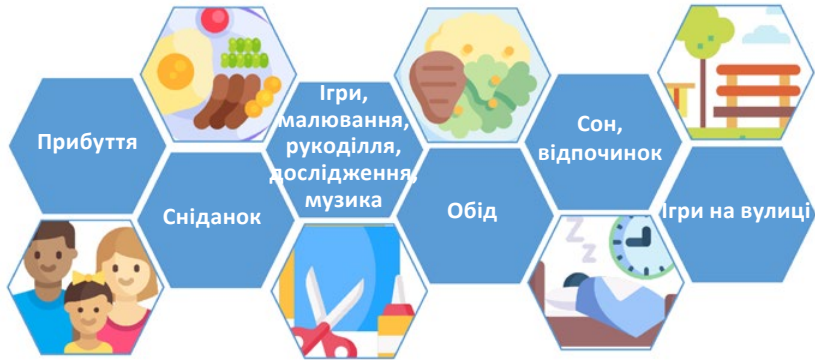 Прибуття
Сніданок
Ігри,
малювання,
рукоділля,
дослідження,
музика
Обід
Сон,
відпочинок
Ігри на вулиці